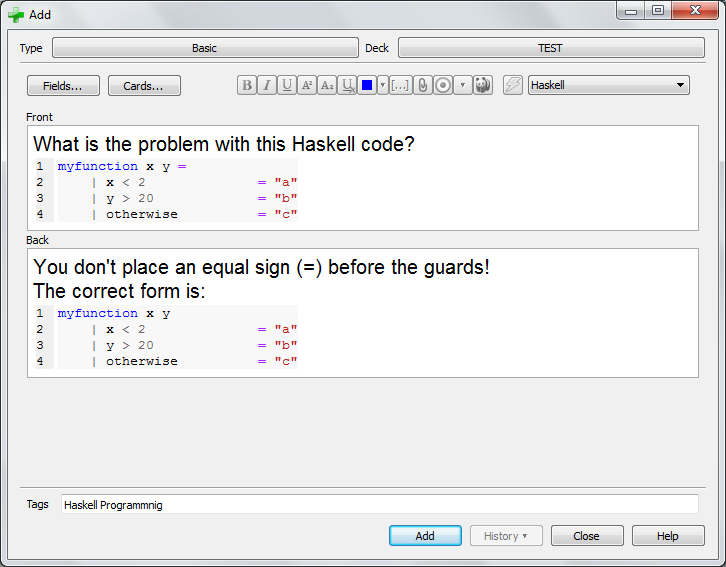 Add
Type Basic Deck TEST
Fields... Cards... B I U A² A₂ U [...] Haskell
Front
What is the problem with this Haskell code?
1 myfunction x y =
2     | x < 2              = "a"
3     | y > 20             = "b"
4     | otherwise          = "c"
Back
You don't place an equal sign (=) before the guards!
The correct form is:
1 myfunction x y
2     | x < 2              = "a"
3     | y > 20             = "b"
4     | otherwise          = "c"
Tags Haskell Programmnig
Add History Close Help